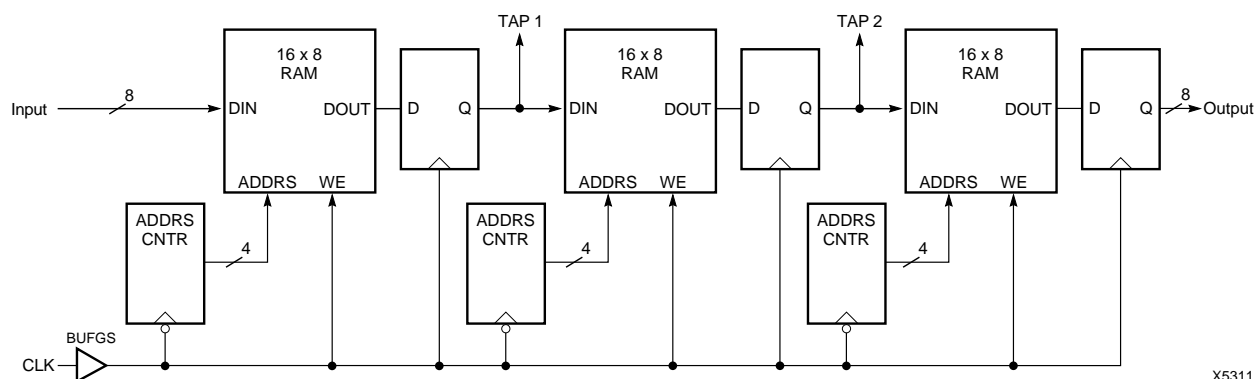 TAP 1
TAP 2
16 x 8
RAM
16 x 8
RAM
16 x 8
RAM
Input
8
DIN
DOUT
D
Q
DIN
DOUT
D
Q
DIN
DOUT
D
Q
8
Output
ADDRS
WE
ADDRS
WE
ADDRS
WE
ADDRS
CNTR
4
ADDRS
CNTR
4
ADDRS
CNTR
4
BUFGS
CLK
X5311